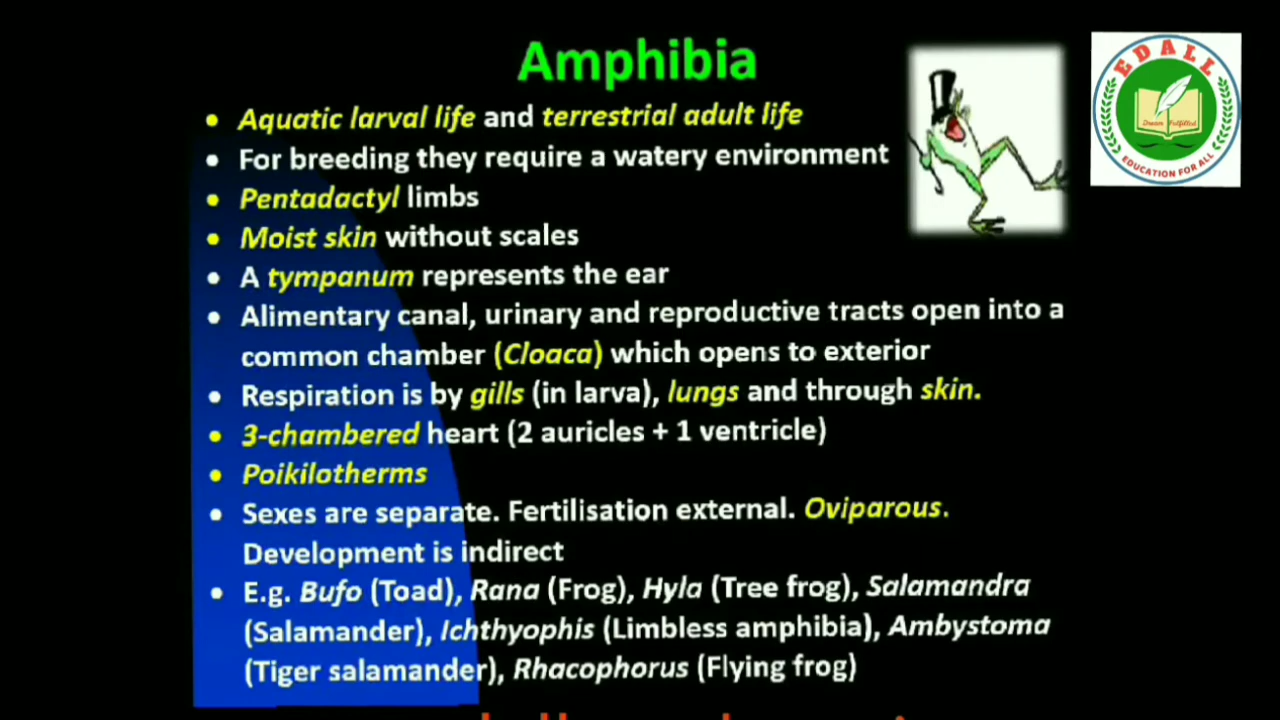 Amphibia
EDALL
Dream Fulfilled
EDUCATION FOR ALL
• Aquatic larval life and terrestrial adult life
• For breeding they require a watery environment
• Pentadactyl limbs
• Moist skin without scales
• A tympanum represents the ear
• Alimentary canal, urinary and reproductive tracts open into a
common chamber (Cloaca) which opens to exterior
• Respiration is by gills (in larva), lungs and through skin.
• 3-chambered heart (2 auricles + 1 ventricle)
• Poikilotherms
• Sexes are separate. Fertilisation external. Oviparous.
Development is indirect
• E.g. Bufo (Toad), Rana (Frog), Hyla (Tree frog), Salamandra
(Salamander), Ichthyophis (Limbless amphibia), Ambystoma
(Tiger salamander), Rhacophorus (Flying frog)